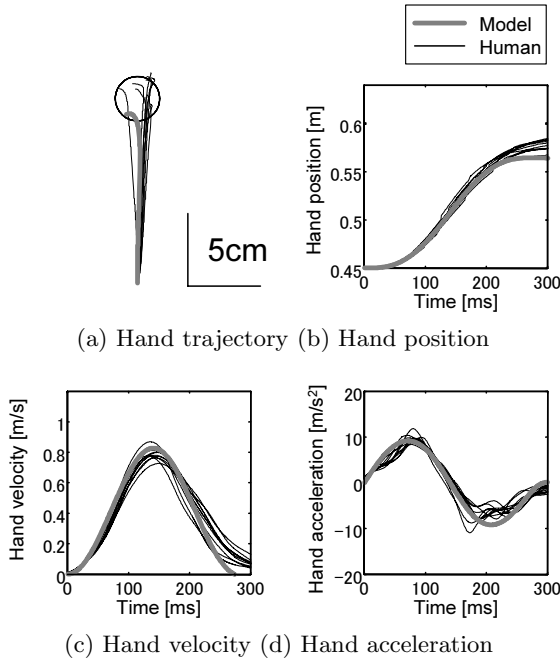 Model
Human
5cm
Hand position [m]
0.6
0.55
0.5
0.45
0 100 200 300
Time [ms]
(a) Hand trajectory (b) Hand position
Hand velocity [m/s]
1
0.8
0.6
0.4
0.2
0
0 100 200 300
Time [ms]
Hand acceleration [m/s²]
20
10
0
−10
−20
0 100 200 300
Time [ms]
(c) Hand velocity (d) Hand acceleration